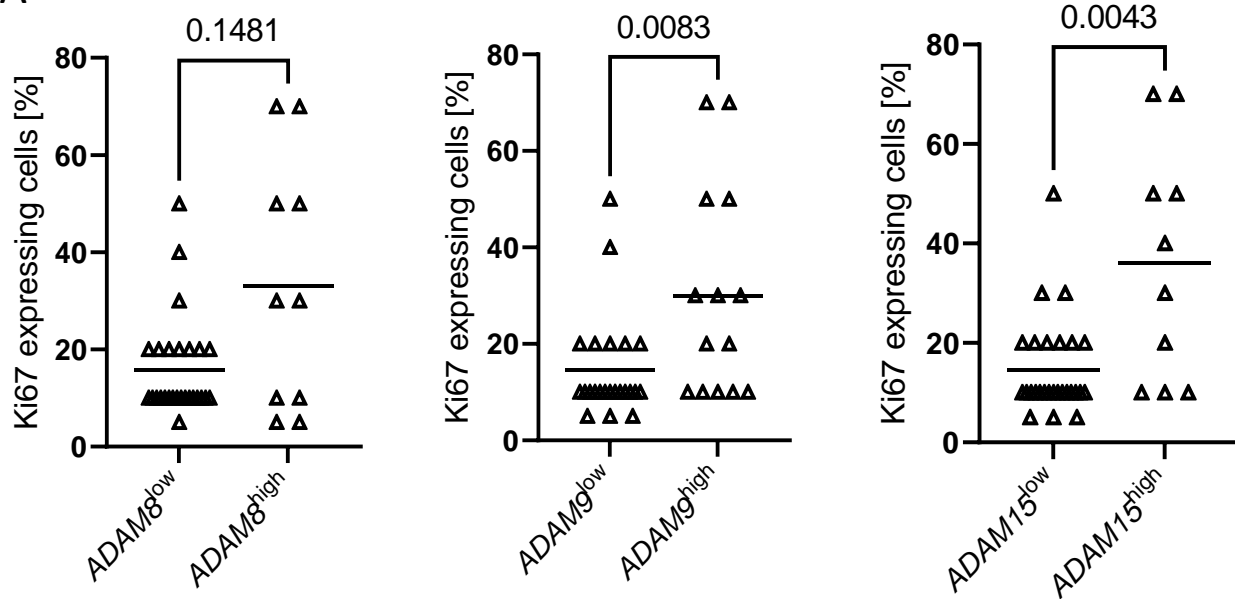 0.1481
Ki67 expressing cells [%]
80
60
40
20
0
ADAM8low
ADAM8high
0.0083
Ki67 expressing cells [%]
80
60
40
20
0
ADAM9low
ADAM9high
0.0043
Ki67 expressing cells [%]
80
60
40
20
0
ADAM15low
ADAM15high